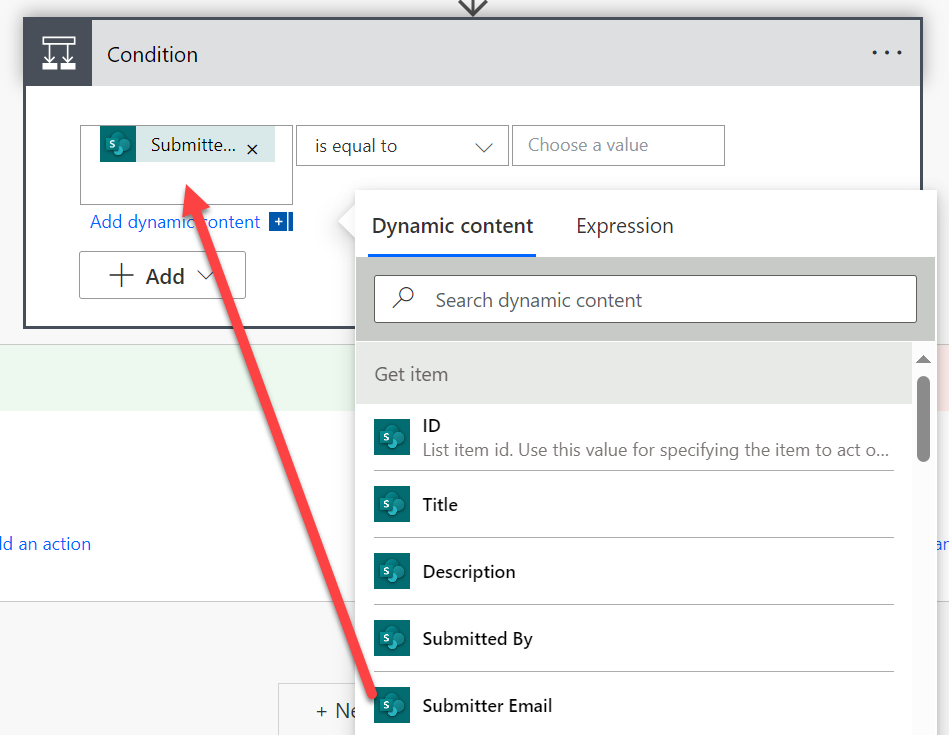 Condition
Submitte...
is equal to
Choose a value
Add dynamic content
Add
Dynamic content
Expression
Search dynamic content
Get item
ID
List item id. Use this value for specifying the item to act o...
Title
Description
Submitted By
Submitter Email
dd an action
+ Ne